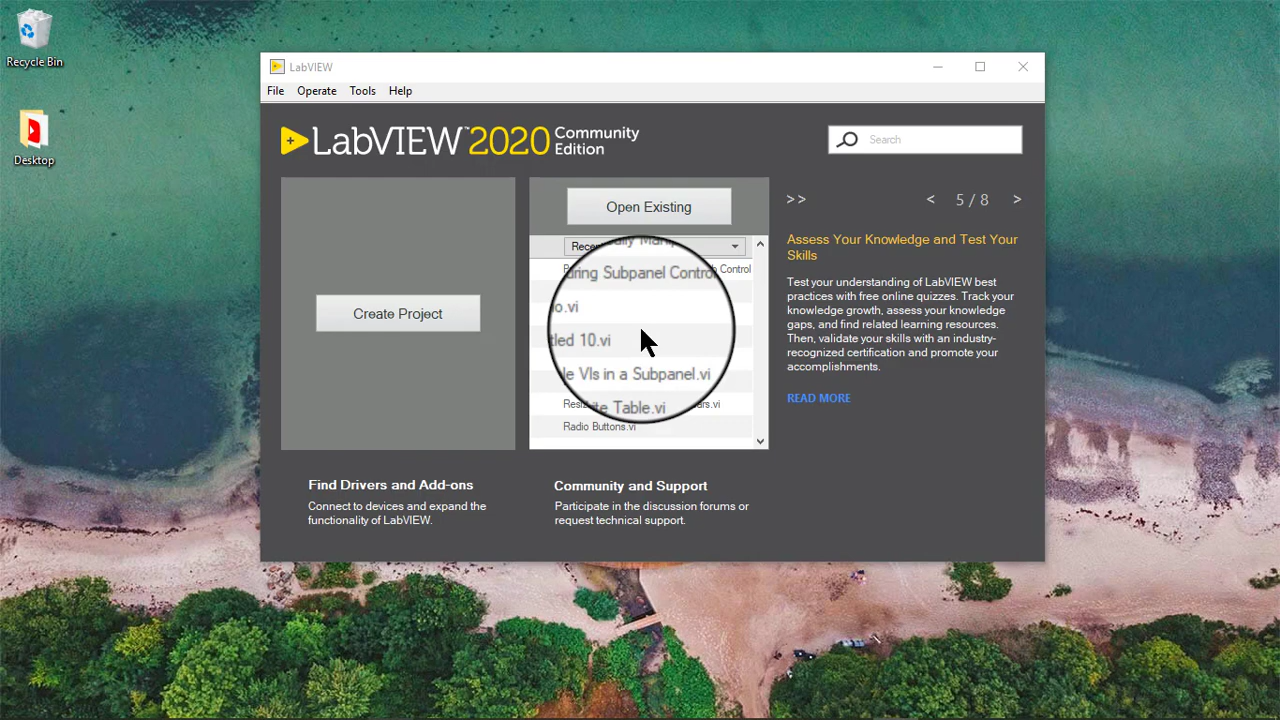 Recycle Bin
Desktop
LabVIEW
File Operate Tools Help
LabVIEW 2020 Community Edition
Search
Create Project
Open Existing
Control
Subpanel Control
10.vi
VIs in a Subpanel.vi
Table.vi
Radio Buttons.vi
>> < 5 / 8 >
Assess Your Knowledge and Test Your
Skills
Test your understanding of LabVIEW best
practices with free online quizzes. Track your
knowledge growth, assess your knowledge
gaps, and find related learning resources.
Then, validate your skills with an industry-
recognized certification and promote your
accomplishments.
READ MORE
Find Drivers and Add-ons
Connect to devices and expand the
functionality of LabVIEW.
Community and Support
Participate in the discussion forums or
request technical support.